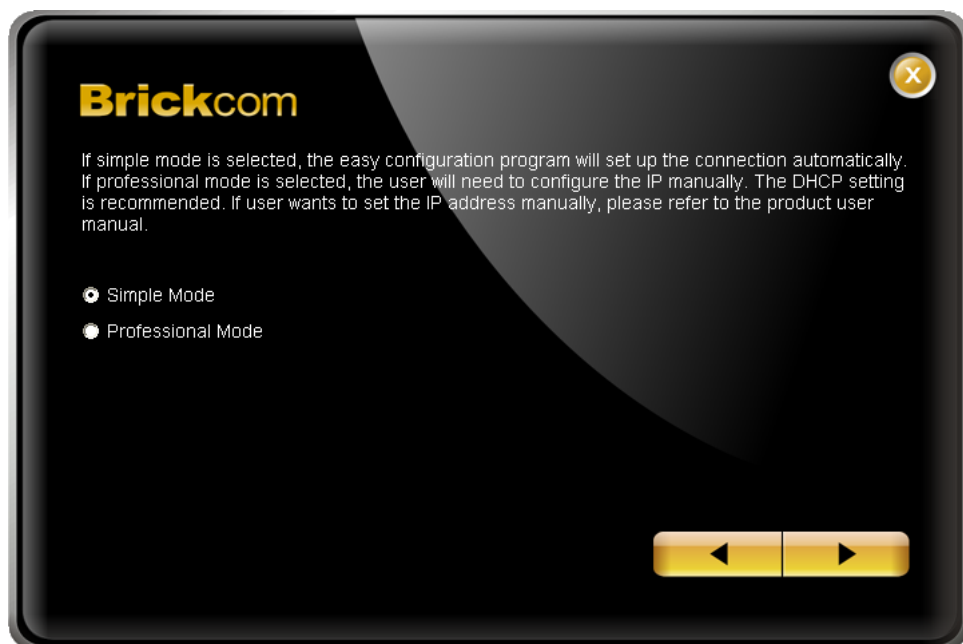 X
Brickcom
If simple mode is selected, the easy configuration program will set up the connection automatically.
If professional mode is selected, the user will need to configure the IP manually. The DHCP setting
is recommended. If user wants to set the IP address manually, please refer to the product user
manual.
Simple Mode
Professional Mode